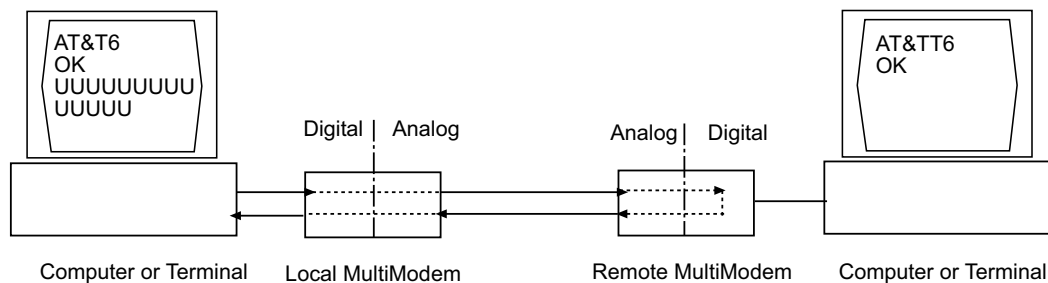 AT&T6
OK
UUUUUUUUU
UUUUU
AT&TT6
OK
Digital Analog
Analog Digital
Computer or Terminal
Local MultiModem
Remote MultiModem
Computer or Terminal